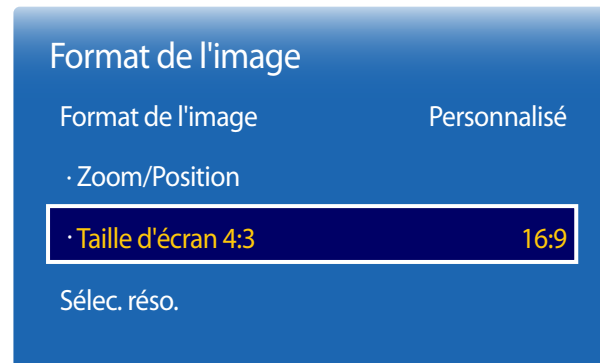 Format de l'image
Format de l'image Personnalisé
· Zoom/Position
· Taille d'écran 4:3 16:9
Sélec. réso.